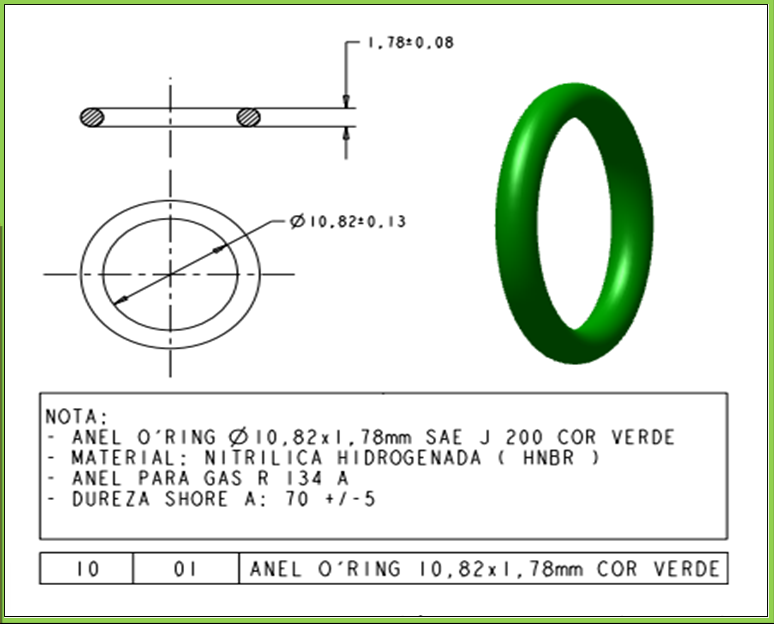 1,78±0,08
Ø10,82±0,13
NOTA:
- ANEL O'RING Ø10,82x1,78mm SAE J 200 COR VERDE
- MATERIAL: NITRILICA HIDROGENADA ( HNBR )
- ANEL PARA GAS R 134 A
- DUREZA SHORE A: 70 +/-5
10 01 ANEL O'RING 10,82x1,78mm COR VERDE